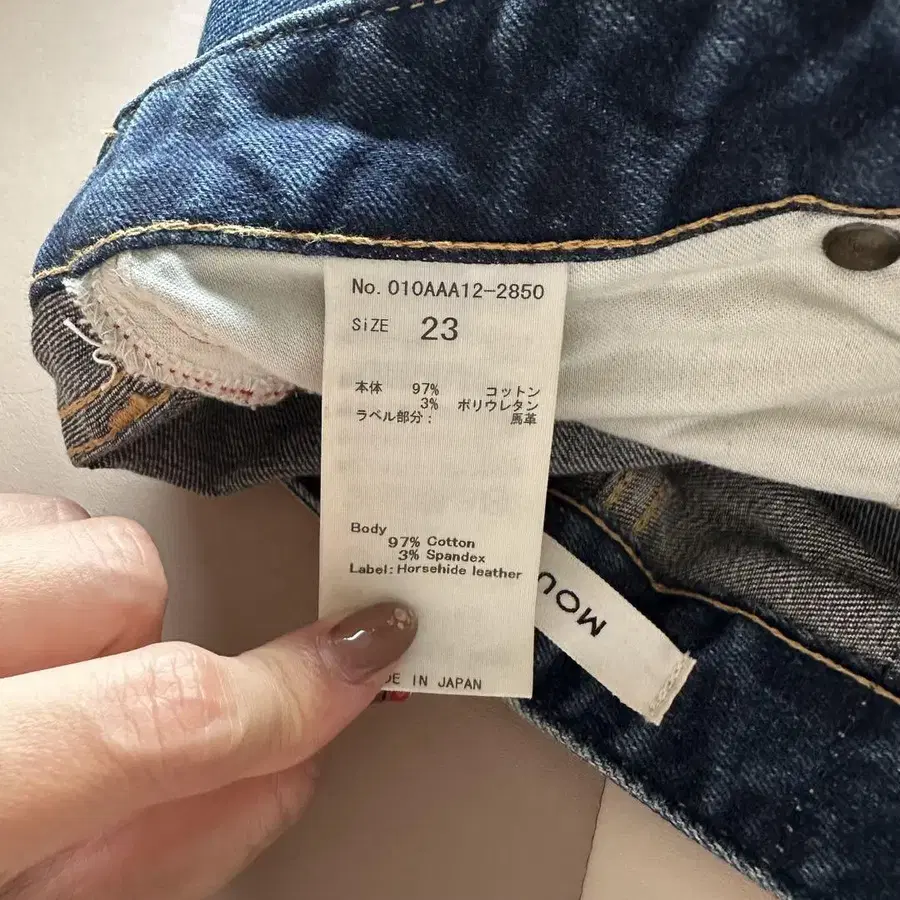 No. 010AAA12-2850
SiZE 23
本体 97% コットン
3% ポリウレタン
ラベル部分: 馬革
Body
97% Cotton
3% Spandex
Label: Horsehide leather
DE IN JAPAN
MOU